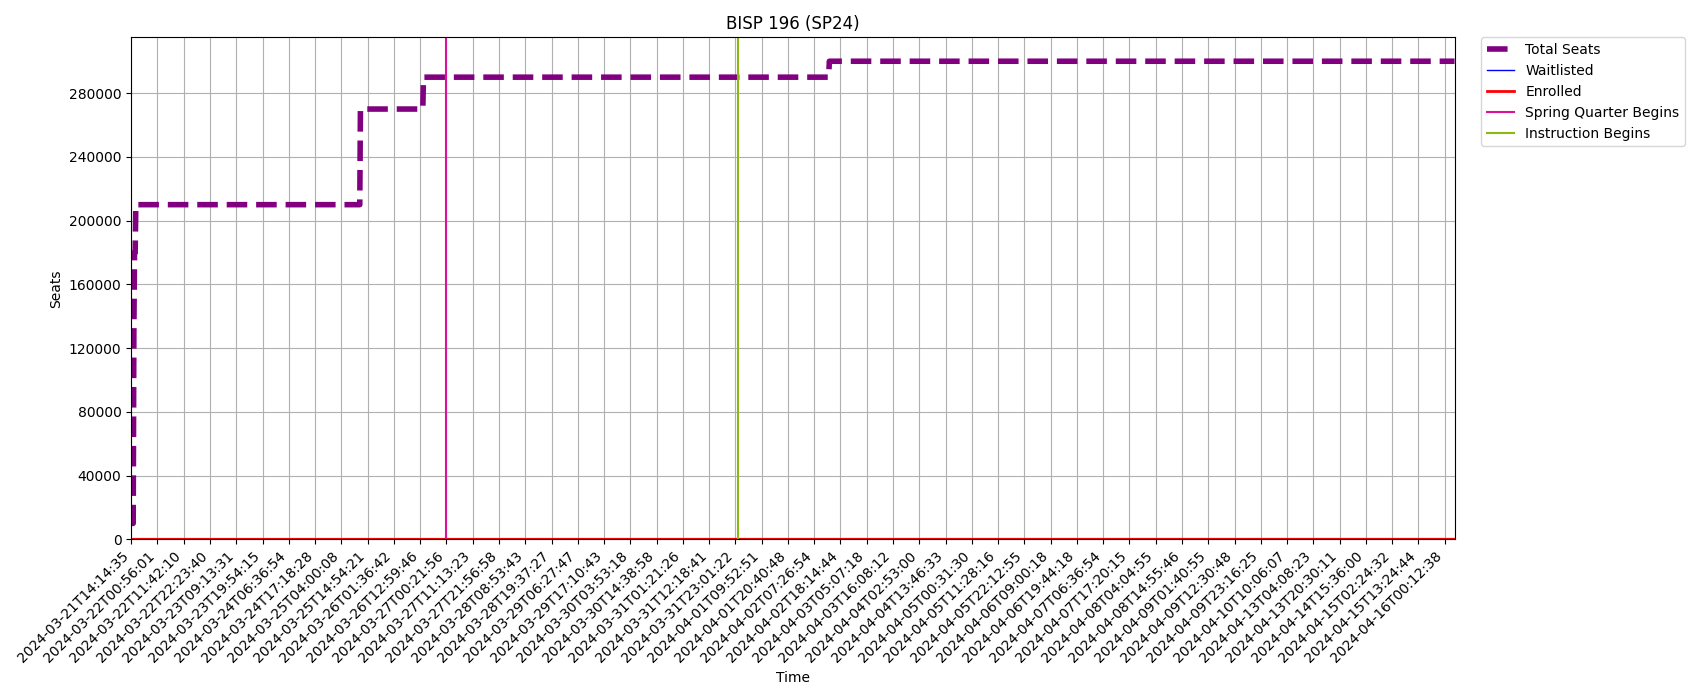 BISP 196 (SP24)
Total Seats
Waitlisted
Enrolled
Spring Quarter Begins
Instruction Begins
Seats
280000
240000
200000
160000
120000
80000
40000
0
2024-03-21T14:14:35
2024-03-22T00:56:01
2024-03-22T11:42:10
2024-03-22T22:23:40
2024-03-23T09:13:31
2024-03-23T19:54:15
2024-03-24T06:36:54
2024-03-24T17:18:28
2024-03-25T04:00:08
2024-03-25T14:54:21
2024-03-26T01:36:42
2024-03-26T12:59:46
2024-03-27T00:21:56
2024-03-27T11:13:23
2024-03-27T21:56:58
2024-03-28T08:53:43
2024-03-28T19:37:27
2024-03-29T06:27:47
2024-03-29T17:10:43
2024-03-30T03:53:18
2024-03-30T14:38:58
2024-03-31T01:21:26
2024-03-31T12:18:41
2024-03-31T23:01:22
2024-04-01T09:52:51
2024-04-01T20:40:48
2024-04-02T07:26:54
2024-04-02T18:14:44
2024-04-03T05:07:18
2024-04-03T16:08:12
2024-04-04T02:53:00
2024-04-04T13:46:33
2024-04-05T00:31:30
2024-04-05T11:28:16
2024-04-05T22:12:55
2024-04-06T09:00:18
2024-04-06T19:44:18
2024-04-07T06:36:54
2024-04-07T17:20:15
2024-04-08T04:04:55
2024-04-08T14:55:46
2024-04-09T01:40:55
2024-04-09T12:30:48
2024-04-09T23:16:25
2024-04-10T10:06:07
2024-04-13T04:08:23
2024-04-13T20:30:11
2024-04-14T15:36:00
2024-04-15T02:24:32
2024-04-15T13:24:44
2024-04-16T00:12:38
Time